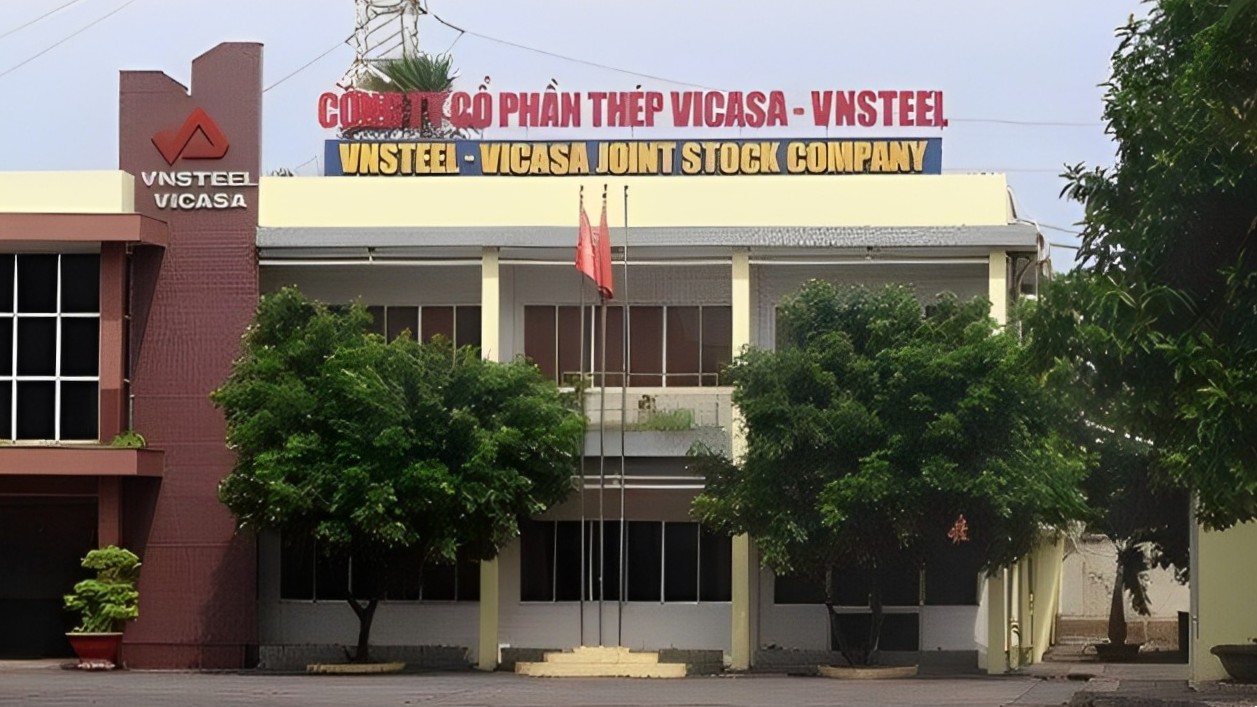 CÔNG TY CỔ PHẦN THÉP VICASA - VNSTEEL
VNSTEEL - VICASA JOINT STOCK COMPANY
VNSTEEL
VICASA